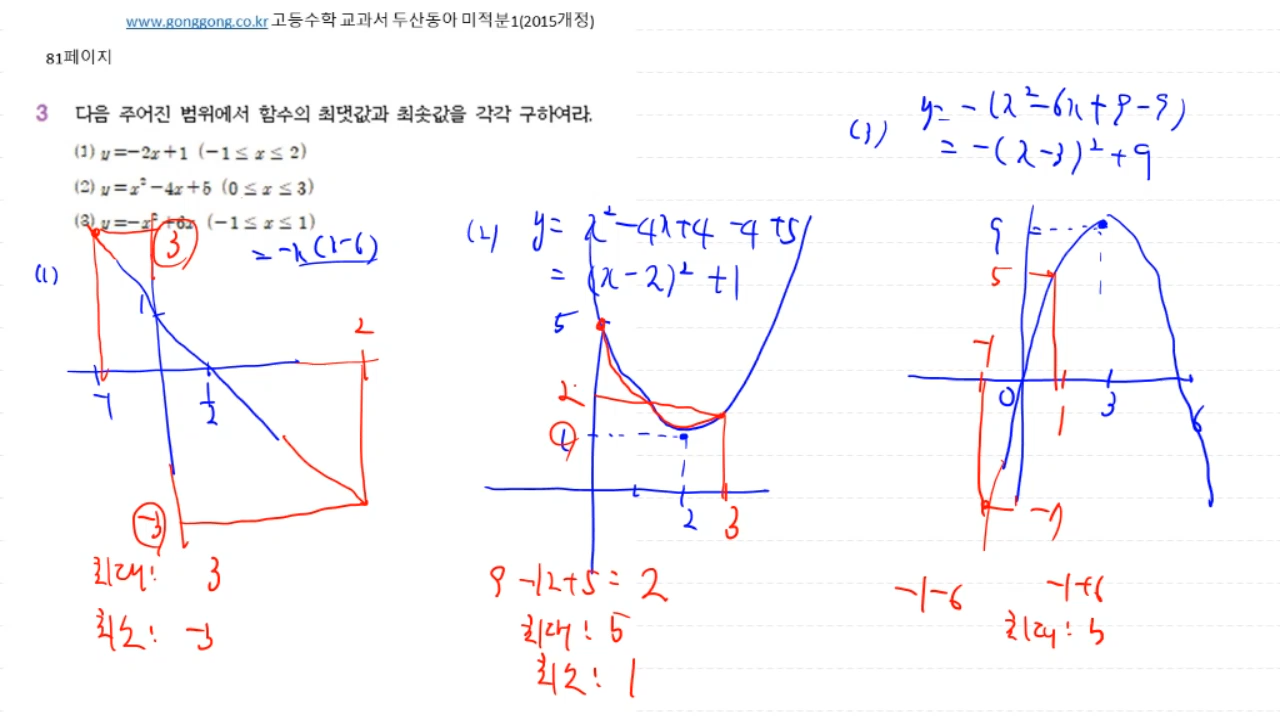 www.gonggong.co.kr 고등수학 교과서 두산동아 미적분1(2015개정)
81페이지
3 다음 주어진 범위에서 함수의 최댓값과 최솟값을 각각 구하여라.
(1) y=-2x+1 (-1≤x≤2)
(2) y=x²-4x+5 (0≤x≤3)
(3) y=-x²+6x (-1≤x≤1)
= -x(x-6)
(1)
3
1
2
-1
1/2
-3
최대: 3
최소: -3
(2) y= x²-4x+4 -4+5
= (x-2)² +1
5
2
1
2
3
9-12+5=2
최대: 5
최소: 1
(3) y= -(x²-6x+9-9)
= -(x-3)²+9
9
5
-1
0
1
3
6
-7
-1-6
-1+6
최대: 5